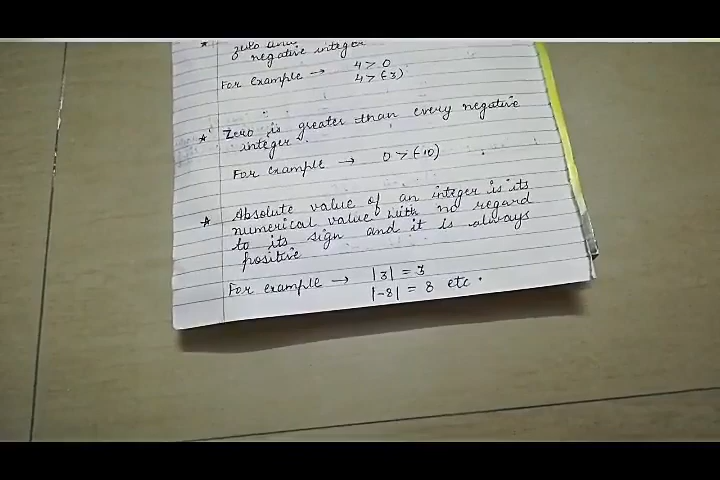 * zero and
negative integer
For example → 4 > 0
4 > (-3)
* Zero is greater than every negative
integer.
For example → 0 > (-10)
* Absolute value of an integer is its
numerical value with no regard
to its sign and it is always
positive
For example → |3| = 3
|-8| = 8 etc.